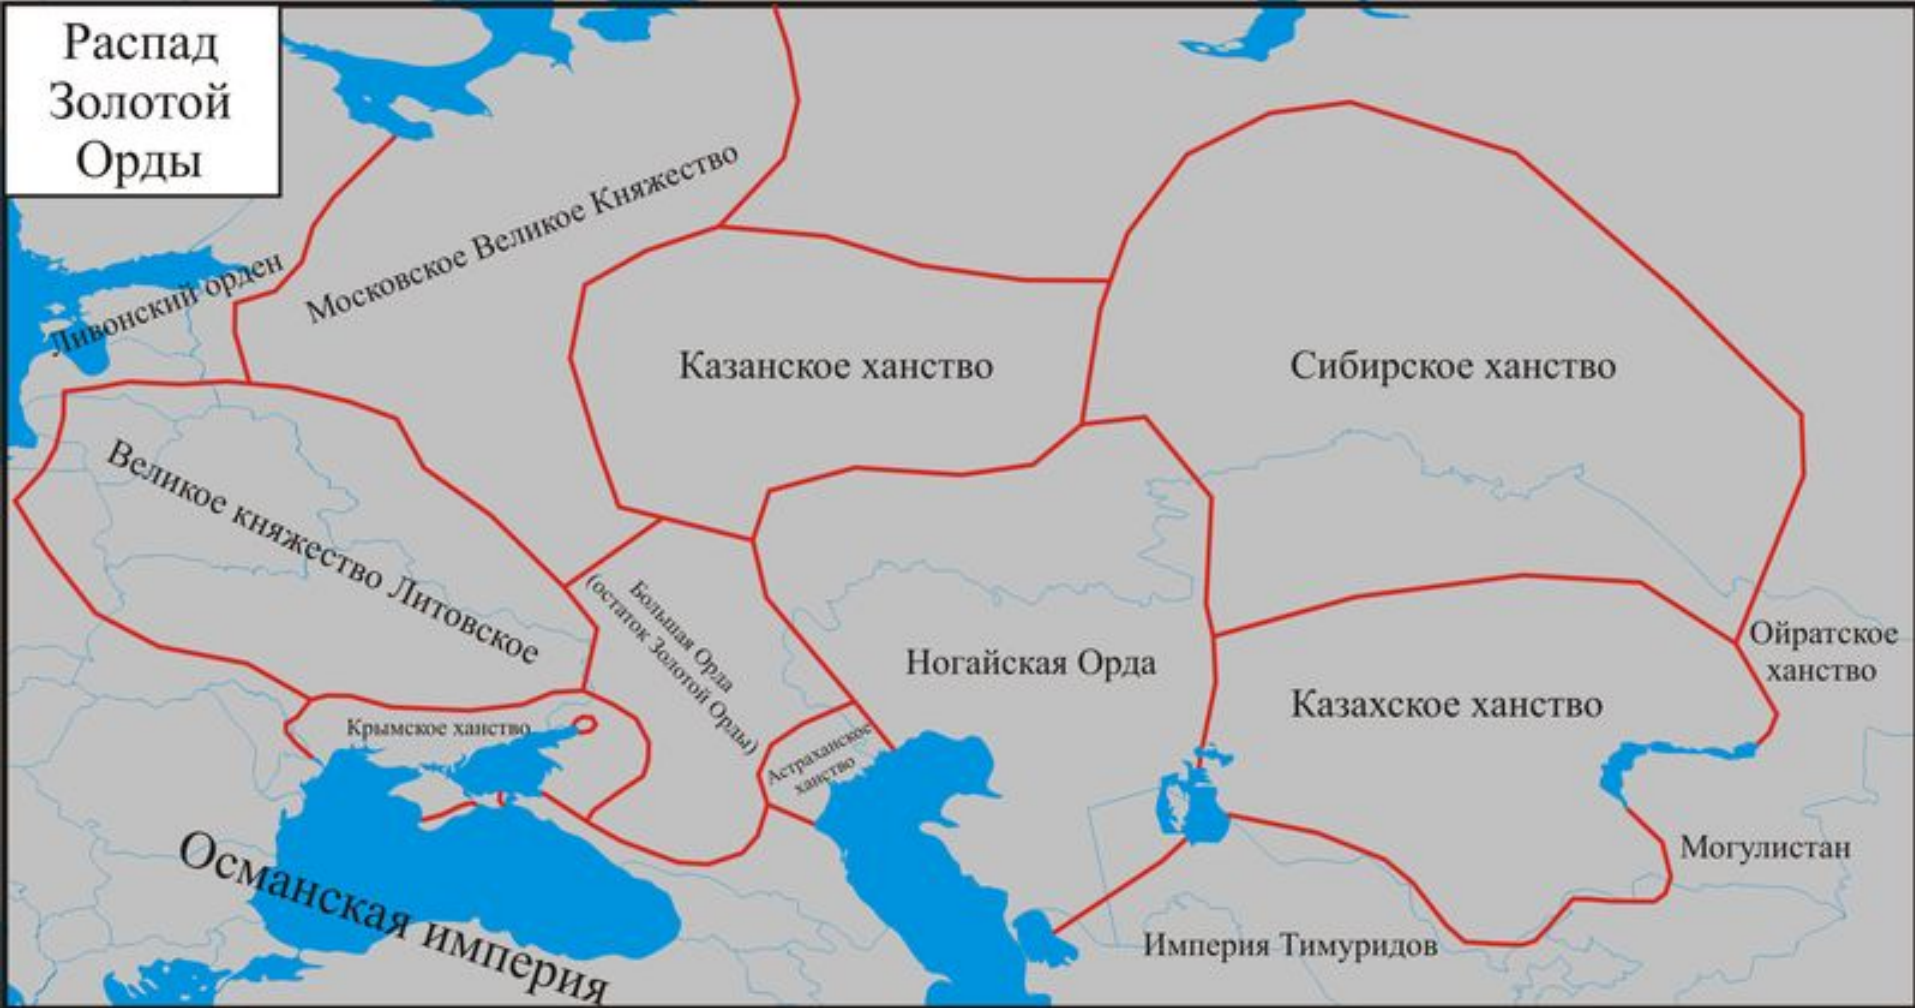 Распад
Золотой
Орды
Московское Великое Княжество
Ливонский орден
Казанское ханство
Сибирское ханство
Великое княжество Литовское
Большая Орда
(остаток Золотой Орды)
Ногайская Орда
Ойратское
ханство
Казахское ханство
Крымское ханство
Астраханское
ханство
Могулистан
Османская империя
Империя Тимуридов